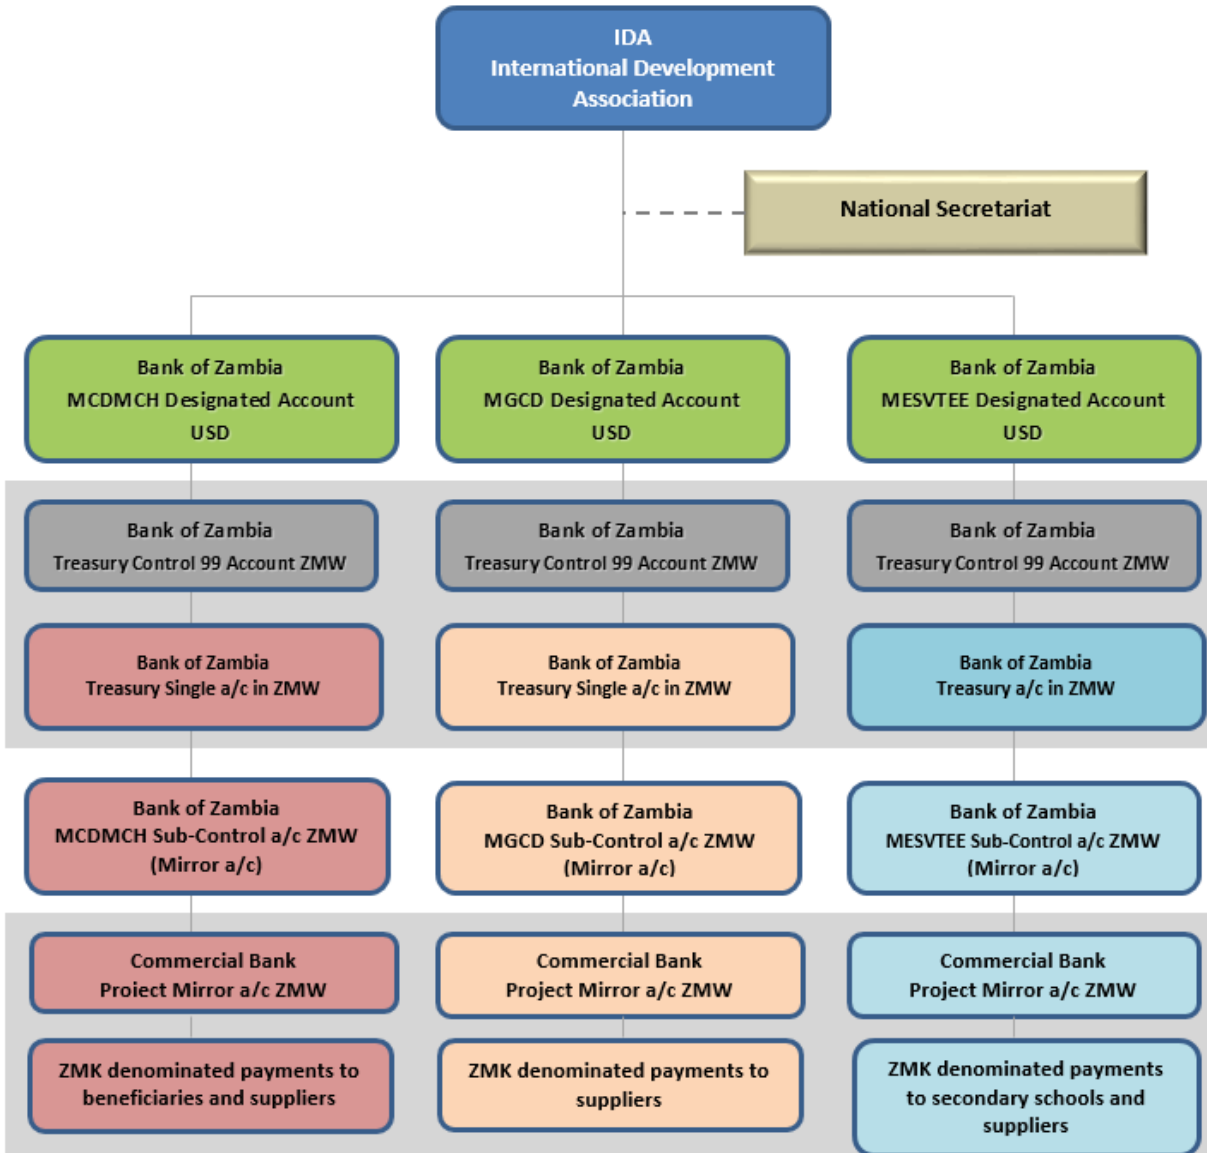 IDA
International Development
Association
National Secretariat
Bank of Zambia
MCDMCH Designated Account
USD
Bank of Zambia
MGCD Designated Account
USD
Bank of Zambia
MESVTEE Designated Account
USD
Bank of Zambia
Treasury Control 99 Account ZMW
Bank of Zambia
Treasury Control 99 Account ZMW
Bank of Zambia
Treasury Control 99 Account ZMW
Bank of Zambia
Treasury Single a/c in ZMW
Bank of Zambia
Treasury Single a/c in ZMW
Bank of Zambia
Treasury a/c in ZMW
Bank of Zambia
MCDMCH Sub-Control a/c ZMW
(Mirror a/c)
Bank of Zambia
MGCD Sub-Control a/c ZMW
(Mirror a/c)
Bank of Zambia
MESVTEE Sub-Control a/c ZMW
(Mirror a/c)
Commercial Bank
Project Mirror a/c ZMW
Commercial Bank
Project Mirror a/c ZMW
Commercial Bank
Project Mirror a/c ZMW
ZMK denominated payments to
beneficiaries and suppliers
ZMK denominated payments to
suppliers
ZMK denominated payments
to secondary schools and
suppliers